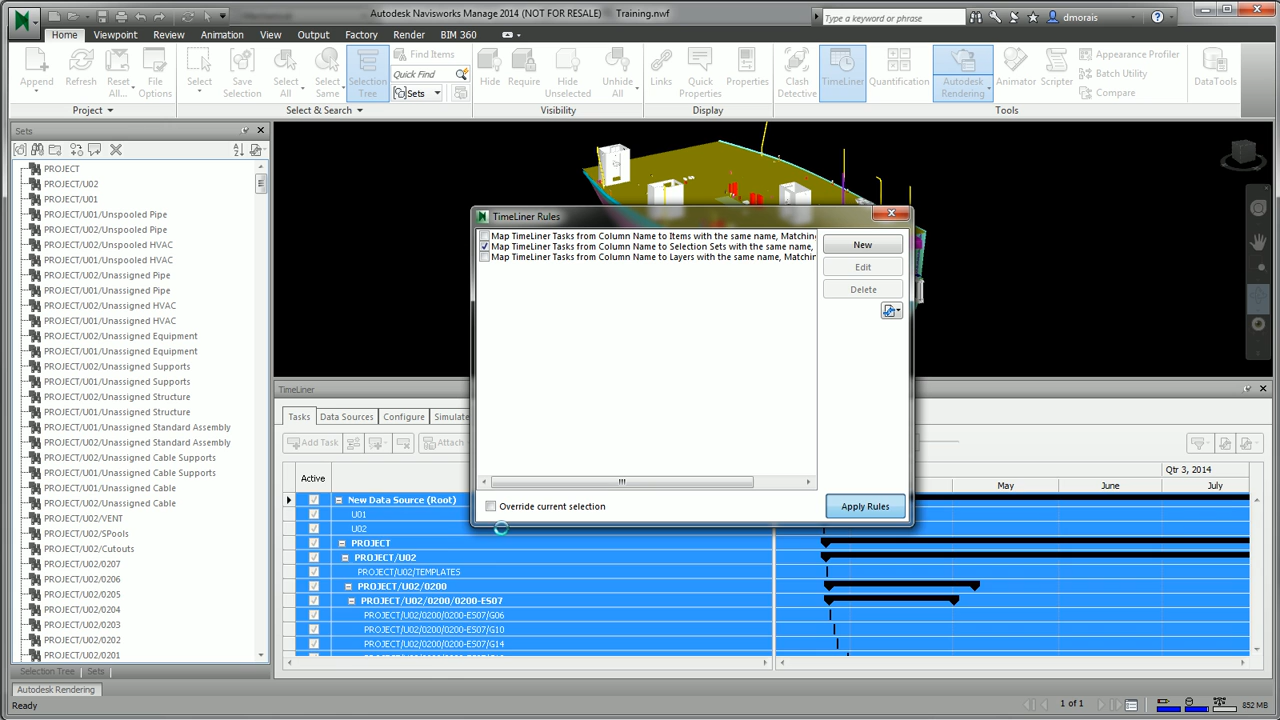 Autodesk Navisworks Manage 2014 (NOT FOR RESALE) Training.nwf
Type a keyword or phrase
dmorais
Home Viewpoint Review Animation View Output Factory Render BIM 360
Append
Refresh
Reset All...
File Options
Select
Save Selection
Select All
Select Same
Selection Tree
Find Items
Quick Find
Sets
Hide
Require
Hide Unselected
Unhide All
Links
Quick Properties
Properties
Clash Detective
TimeLiner
Quantification
Autodesk Rendering
Animator
Scripter
Appearance Profiler
Batch Utility
Compare
DataTools
Project
Select & Search
Visibility
Display
Tools
Sets
PROJECT
PROJECT/U02
PROJECT/U01
PROJECT/U01/Unspooled Pipe
PROJECT/U02/Unspooled Pipe
PROJECT/U02/Unspooled HVAC
PROJECT/U01/Unspooled HVAC
PROJECT/U02/Unassigned Pipe
PROJECT/U01/Unassigned Pipe
PROJECT/U02/Unassigned HVAC
PROJECT/U01/Unassigned HVAC
PROJECT/U02/Unassigned Equipment
PROJECT/U01/Unassigned Equipment
PROJECT/U02/Unassigned Supports
PROJECT/U01/Unassigned Supports
PROJECT/U02/Unassigned Structure
PROJECT/U01/Unassigned Structure
PROJECT/U01/Unassigned Standard Assembly
PROJECT/U02/Unassigned Standard Assembly
PROJECT/U02/Unassigned Cable Supports
PROJECT/U01/Unassigned Cable Supports
PROJECT/U01/Unassigned Cable
PROJECT/U02/Unassigned Cable
PROJECT/U02/VENT
PROJECT/U02/SPools
PROJECT/U02/Cutouts
PROJECT/U02/0207
PROJECT/U02/0206
PROJECT/U02/0205
PROJECT/U02/0204
PROJECT/U02/0203
PROJECT/U02/0202
PROJECT/U02/0201
Selection Tree Sets
TimeLiner Rules
Map TimeLiner Tasks from Column Name to Items with the same name, Matching
Map TimeLiner Tasks from Column Name to Selection Sets with the same name,
Map TimeLiner Tasks from Column Name to Layers with the same name, Matchin
New
Edit
Delete
Override current selection
Apply Rules
TimeLiner
Tasks Data Sources Configure Simulate
Add Task
Attach
Active
Qtr 3, 2014
May June July
New Data Source (Root)
U01
U02
PROJECT
PROJECT/U02
PROJECT/U02/TEMPLATES
PROJECT/U02/0200
PROJECT/U02/0200/0200-ES07
PROJECT/U02/0200/0200-ES07/G06
PROJECT/U02/0200/0200-ES07/G10
PROJECT/U02/0200/0200-ES07/G14
Autodesk Rendering
Ready
1 of 1
852 MB